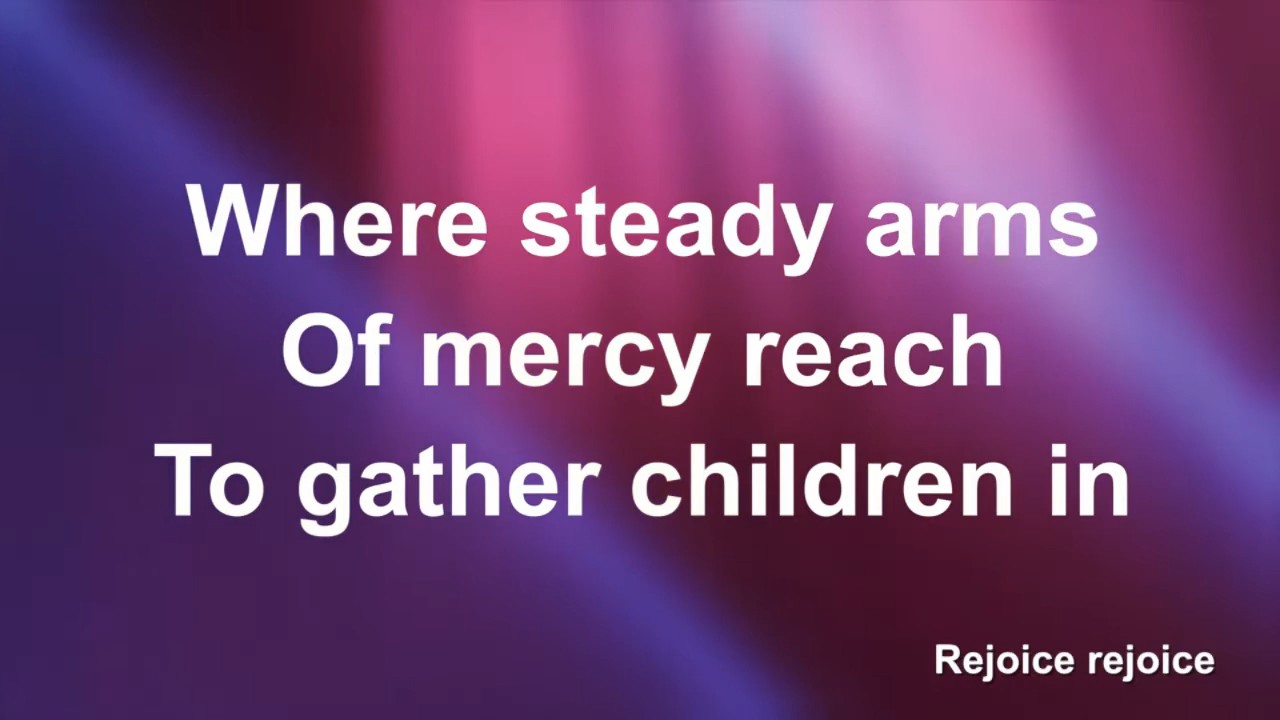 Where steady arms
Of mercy reach
To gather children in
Rejoice rejoice